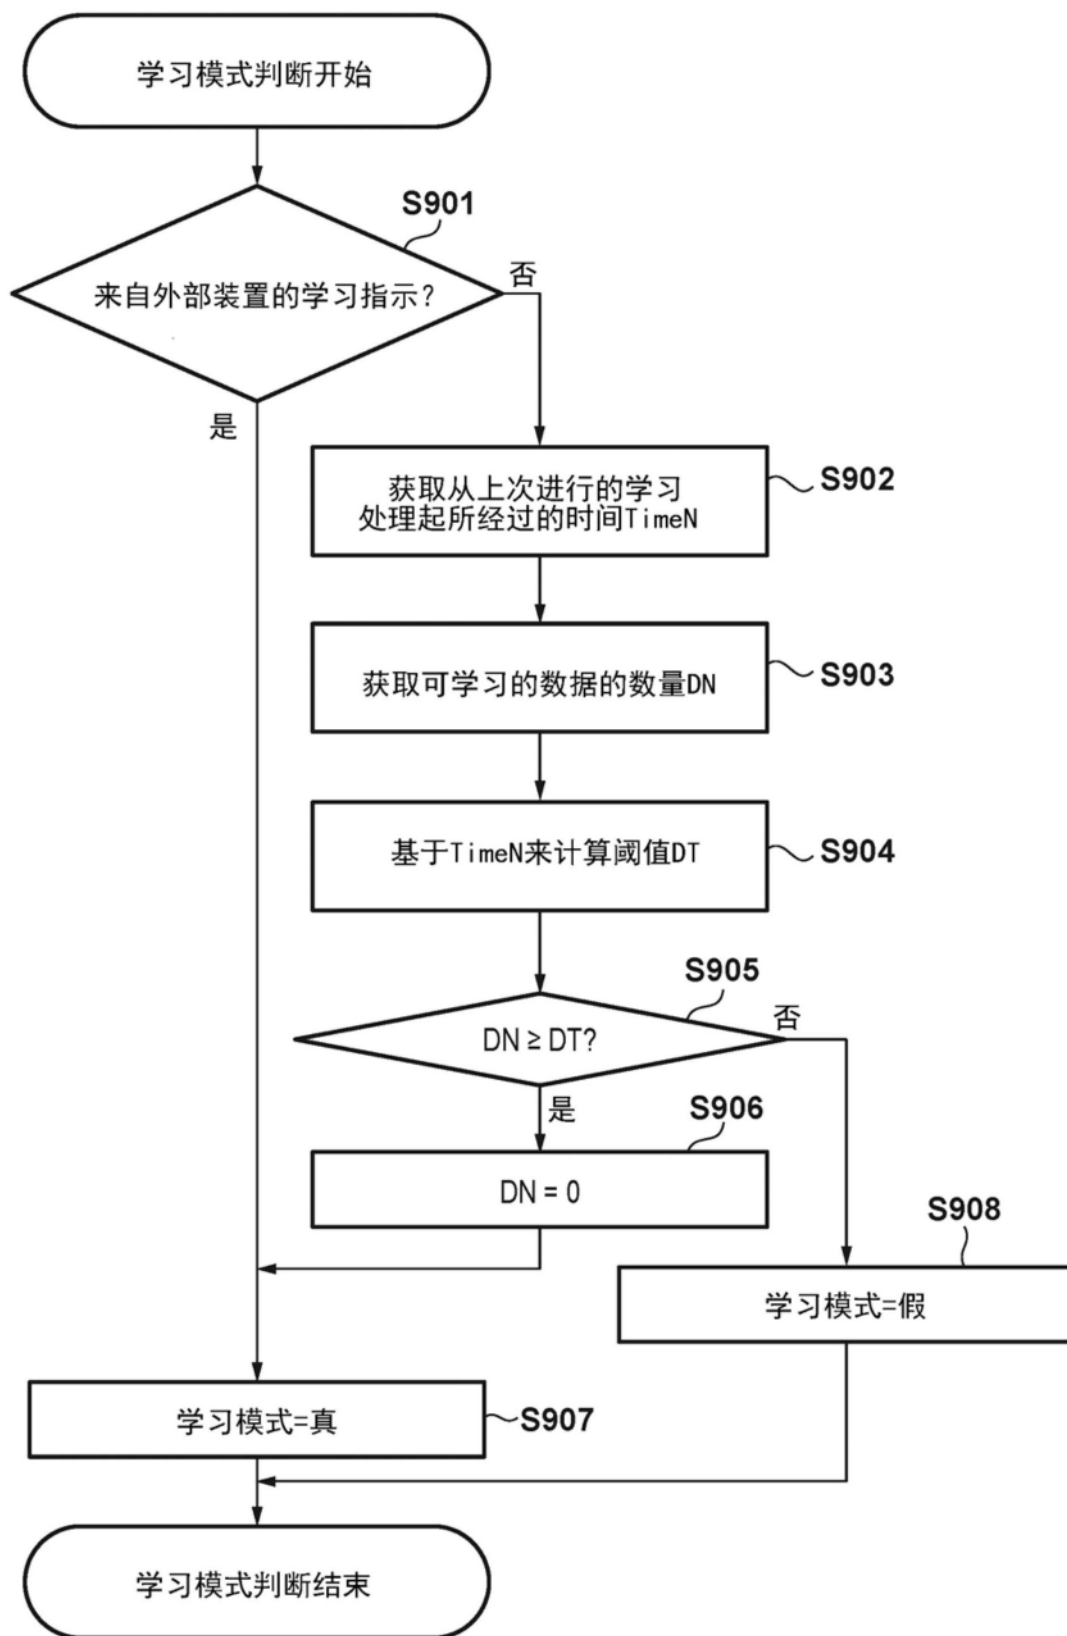 学习模式判断开始
S901
来自外部装置的学习指示?
否
是
获取从上次进行的学习
处理起所经过的时间TimeN
S902
获取可学习的数据的数量DN
S903
基于TimeN来计算阈值DT
S904
S905
DN ≥ DT?
否
是
S906
DN = 0
S908
学习模式=假
学习模式=真
S907
学习模式判断结束